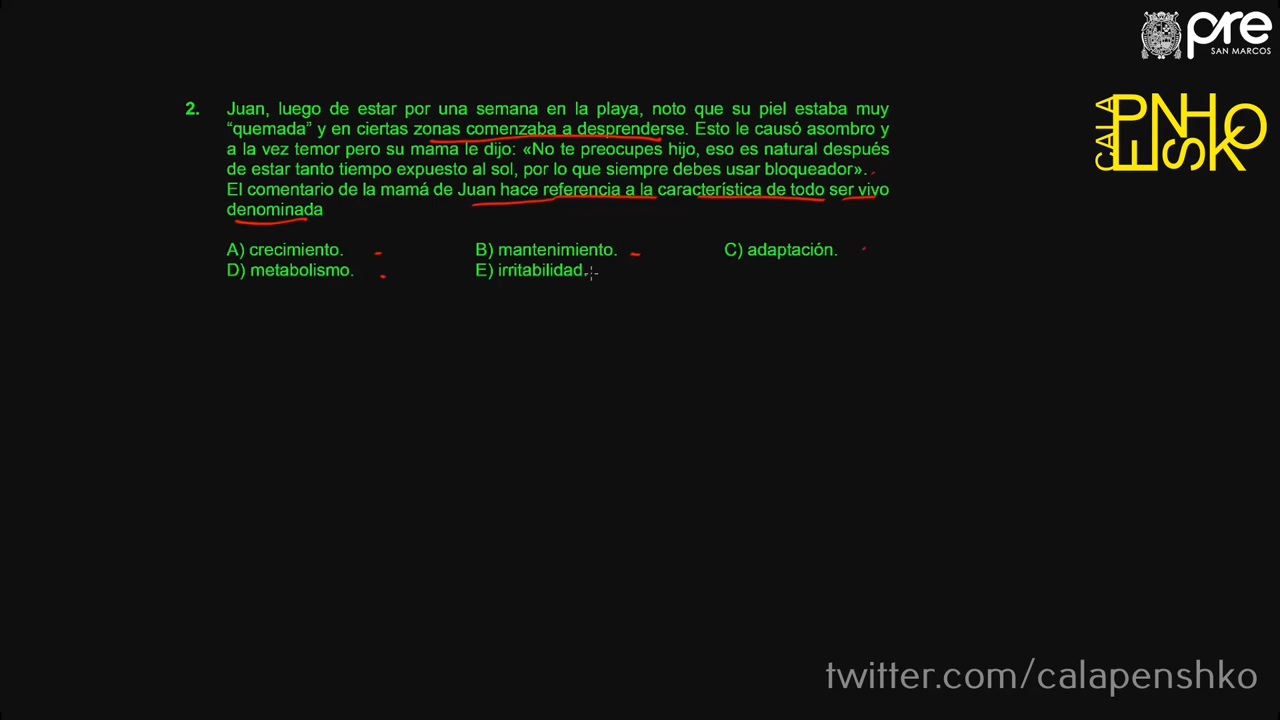 pre
SAN MARCOS
CALA
PENSHKO
2. Juan, luego de estar por una semana en la playa, noto que su piel estaba muy
“quemada” y en ciertas zonas comenzaba a desprenderse. Esto le causó asombro y
a la vez temor pero su mama le dijo: «No te preocupes hijo, eso es natural después
de estar tanto tiempo expuesto al sol, por lo que siempre debes usar bloqueador».
El comentario de la mamá de Juan hace referencia a la característica de todo ser vivo
denominada
A) crecimiento. B) mantenimiento. C) adaptación.
D) metabolismo. E) irritabilidad.
twitter.com/calapenshko